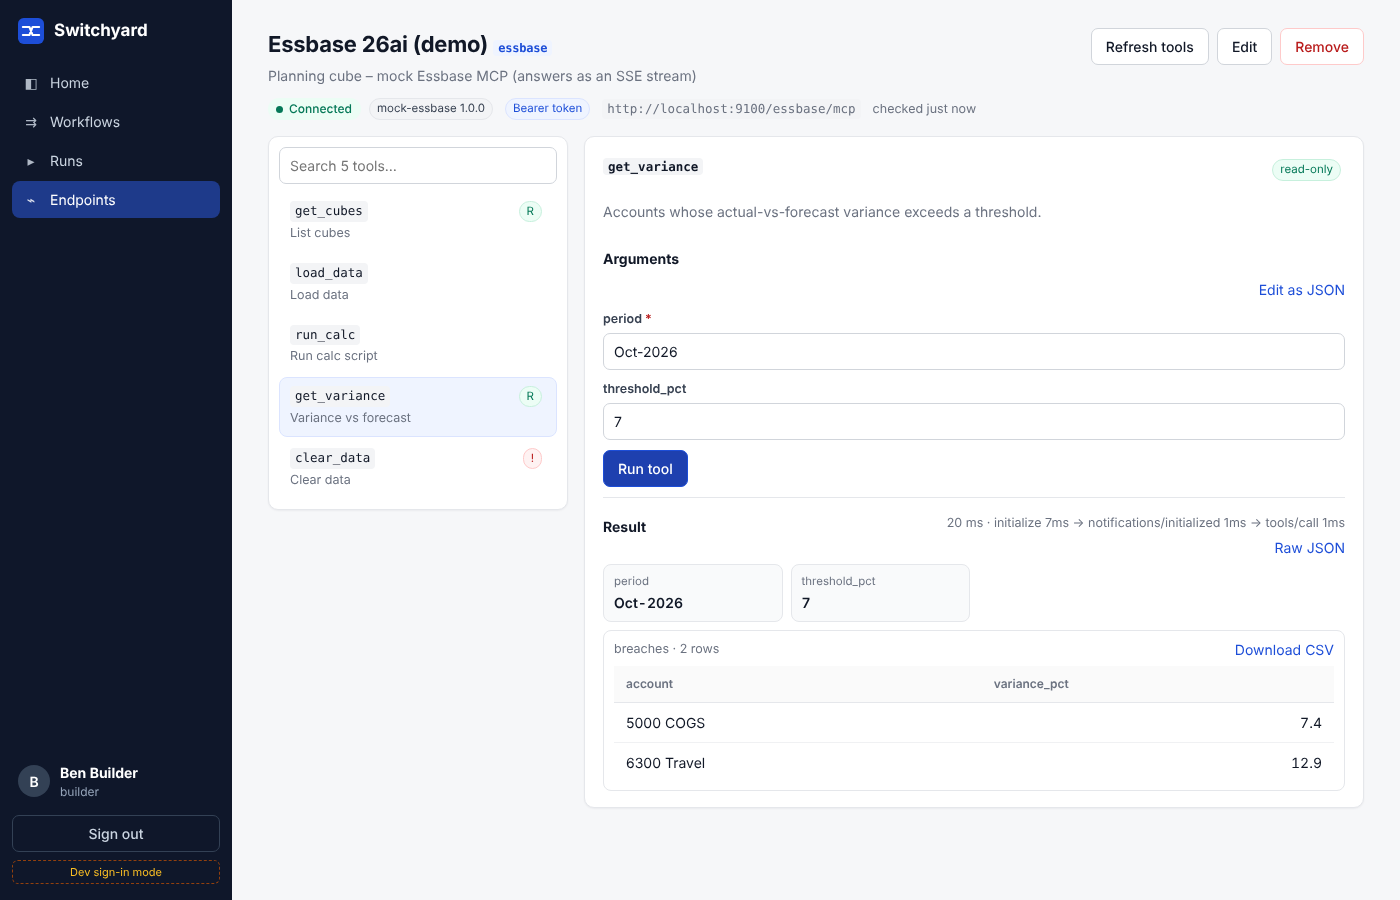 Switchyard
Home
Workflows
Runs
Endpoints
Ben Builder
B
builder
Sign out
Dev sign-in mode
Essbase 26ai (demo) essbase
Refresh tools
Edit
Remove
Planning cube – mock Essbase MCP (answers as an SSE stream)
Connected mock-essbase 1.0.0 Bearer token http://localhost:9100/essbase/mcp checked just now
Search 5 tools...
get_cubes R
List cubes
load_data
Load data
run_calc
Run calc script
get_variance R
Variance vs forecast
clear_data !
Clear data
get_variance read-only
Accounts whose actual-vs-forecast variance exceeds a threshold.
Arguments
Edit as JSON
period *
Oct-2026
threshold_pct
7
Run tool
Result 20 ms · initialize 7ms → notifications/initialized 1ms → tools/call 1ms
Raw JSON
period threshold_pct
Oct-2026 7
breaches · 2 rows Download CSV
account variance_pct
5000 COGS 7.4
6300 Travel 12.9